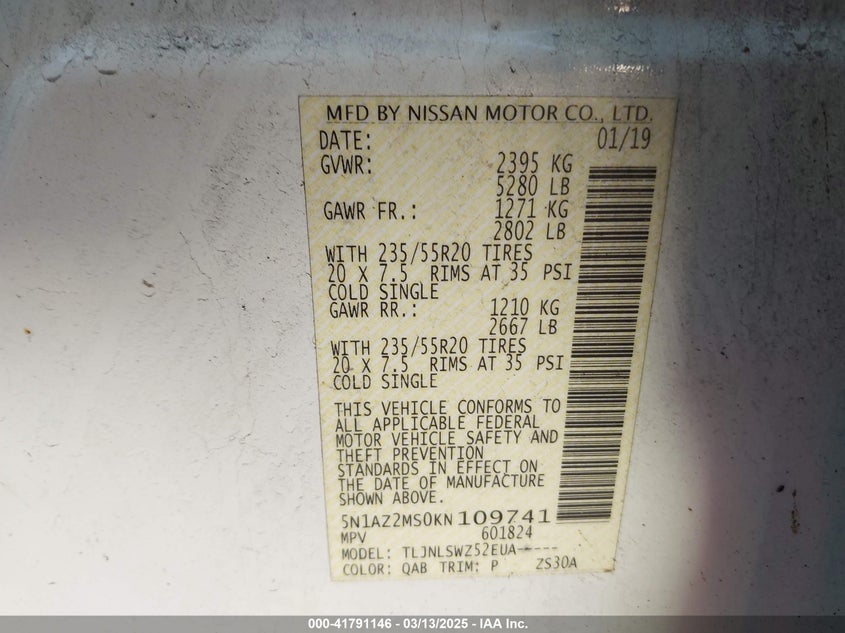 MFD BY NISSAN MOTOR CO., LTD.
DATE: 01/19
GVWR: 2395 KG
5280 LB
GAWR FR.: 1271 KG
2802 LB
WITH 235/55R20 TIRES
20 X 7.5 RIMS AT 35 PSI
COLD SINGLE
GAWR RR.: 1210 KG
2667 LB
WITH 235/55R20 TIRES
20 X 7.5 RIMS AT 35 PSI
COLD SINGLE
THIS VEHICLE CONFORMS TO
ALL APPLICABLE FEDERAL
MOTOR VEHICLE SAFETY AND
THEFT PREVENTION
STANDARDS IN EFFECT ON
THE DATE OF MANUFACTURE
SHOWN ABOVE.
5N1AZ2MS0KN109741
MPV 601824
MODEL: TLJNLSWZ52EUA-----
COLOR: QAB TRIM: P ZS30A
000-41791146 - 03/13/2025 - IAA Inc.